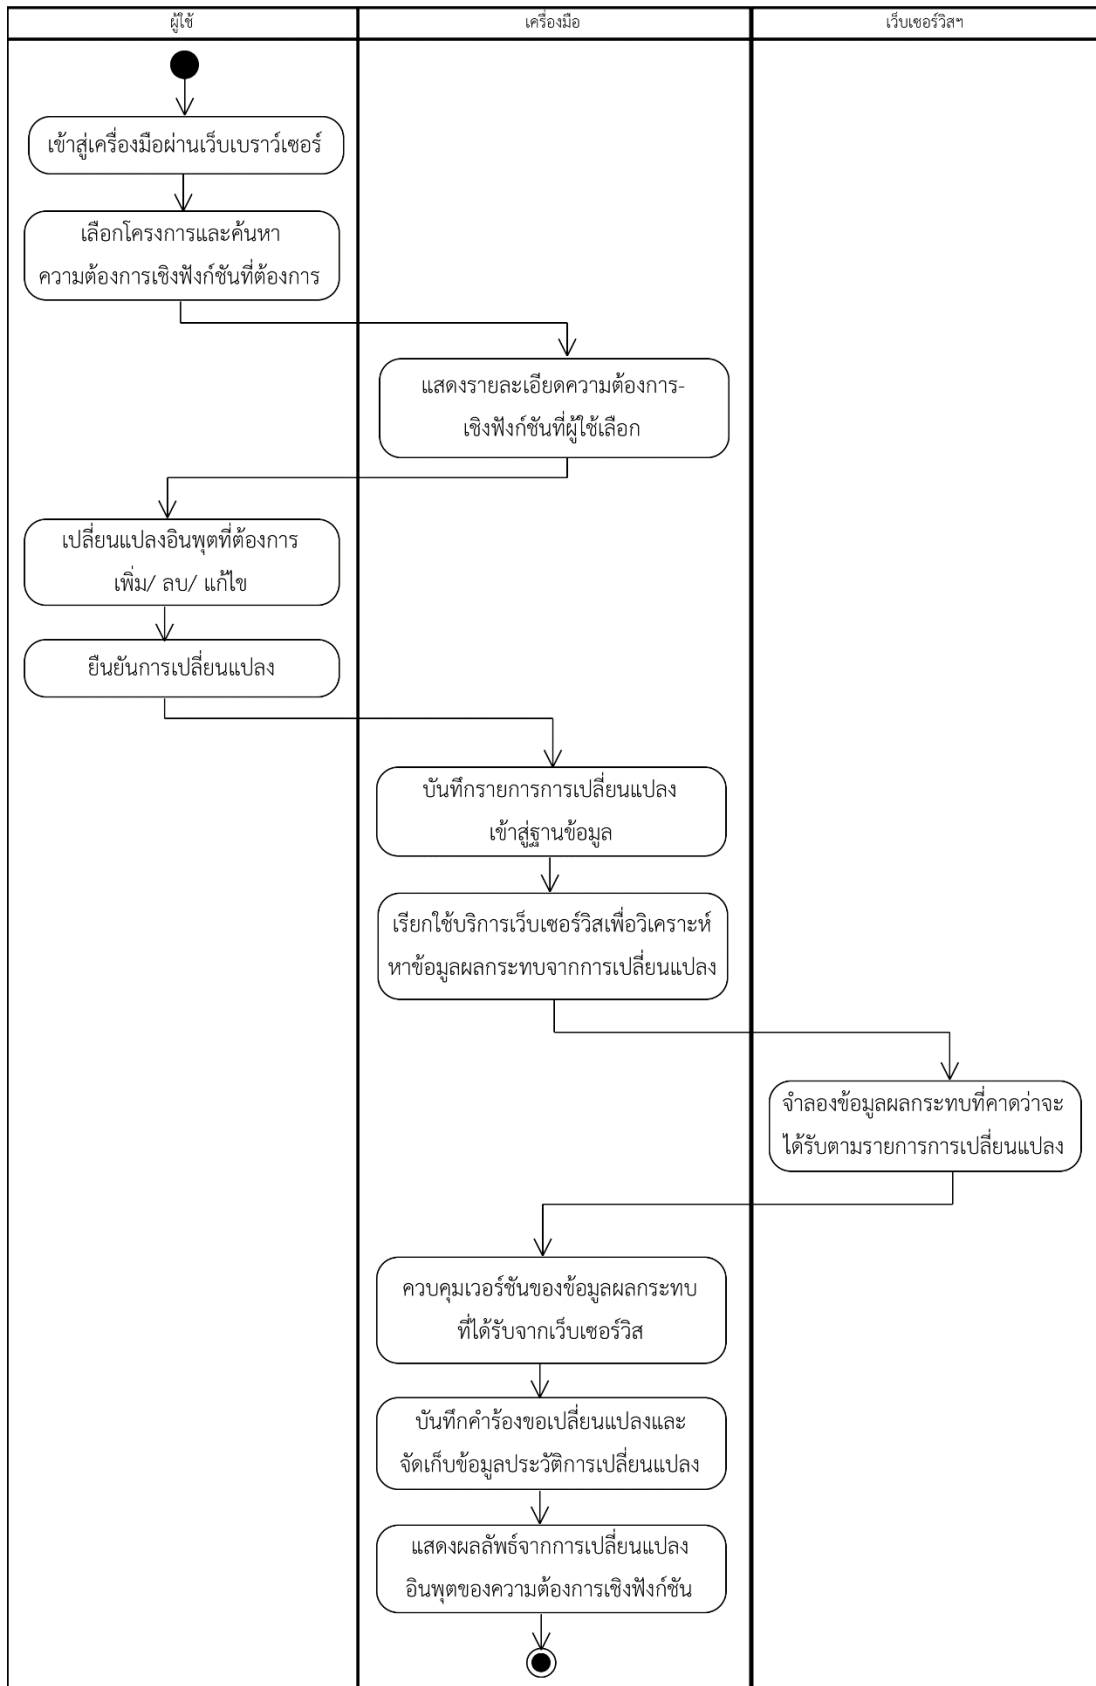 ผู้ใช้
เครื่องมือ
เว็บเซอร์วิสฯ
เข้าสู่เครื่องมือผ่านเว็บเบราว์เซอร์
เลือกโครงการและค้นหา
ความต้องการเชิงฟังก์ชันที่ต้องการ
แสดงรายละเอียดความต้องการ-
เชิงฟังก์ชันที่ผู้ใช้เลือก
เปลี่ยนแปลงอินพุตที่ต้องการ
เพิ่ม/ ลบ/ แก้ไข
ยืนยันการเปลี่ยนแปลง
บันทึกรายการการเปลี่ยนแปลง
เข้าสู่ฐานข้อมูล
เรียกใช้บริการเว็บเซอร์วิสเพื่อวิเคราะห์
หาข้อมูลผลกระทบจากการเปลี่ยนแปลง
จำลองข้อมูลผลกระทบที่คาดว่าจะ
ได้รับตามรายการการเปลี่ยนแปลง
ควบคุมเวอร์ชันของข้อมูลผลกระทบ
ที่ได้รับจากเว็บเซอร์วิส
บันทึกคำร้องขอเปลี่ยนแปลงและ
จัดเก็บข้อมูลประวัติการเปลี่ยนแปลง
แสดงผลลัพธ์จากการเปลี่ยนแปลง
อินพุตของความต้องการเชิงฟังก์ชัน